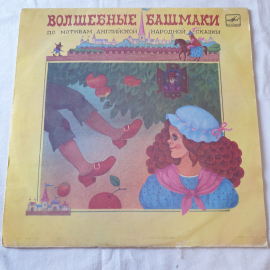 ВОЛШЕБНЫЕ БАШМАКИ
ПО МОТИВАМ АНГЛИЙСКОЙ НАРОДНОЙ СКАЗКИ